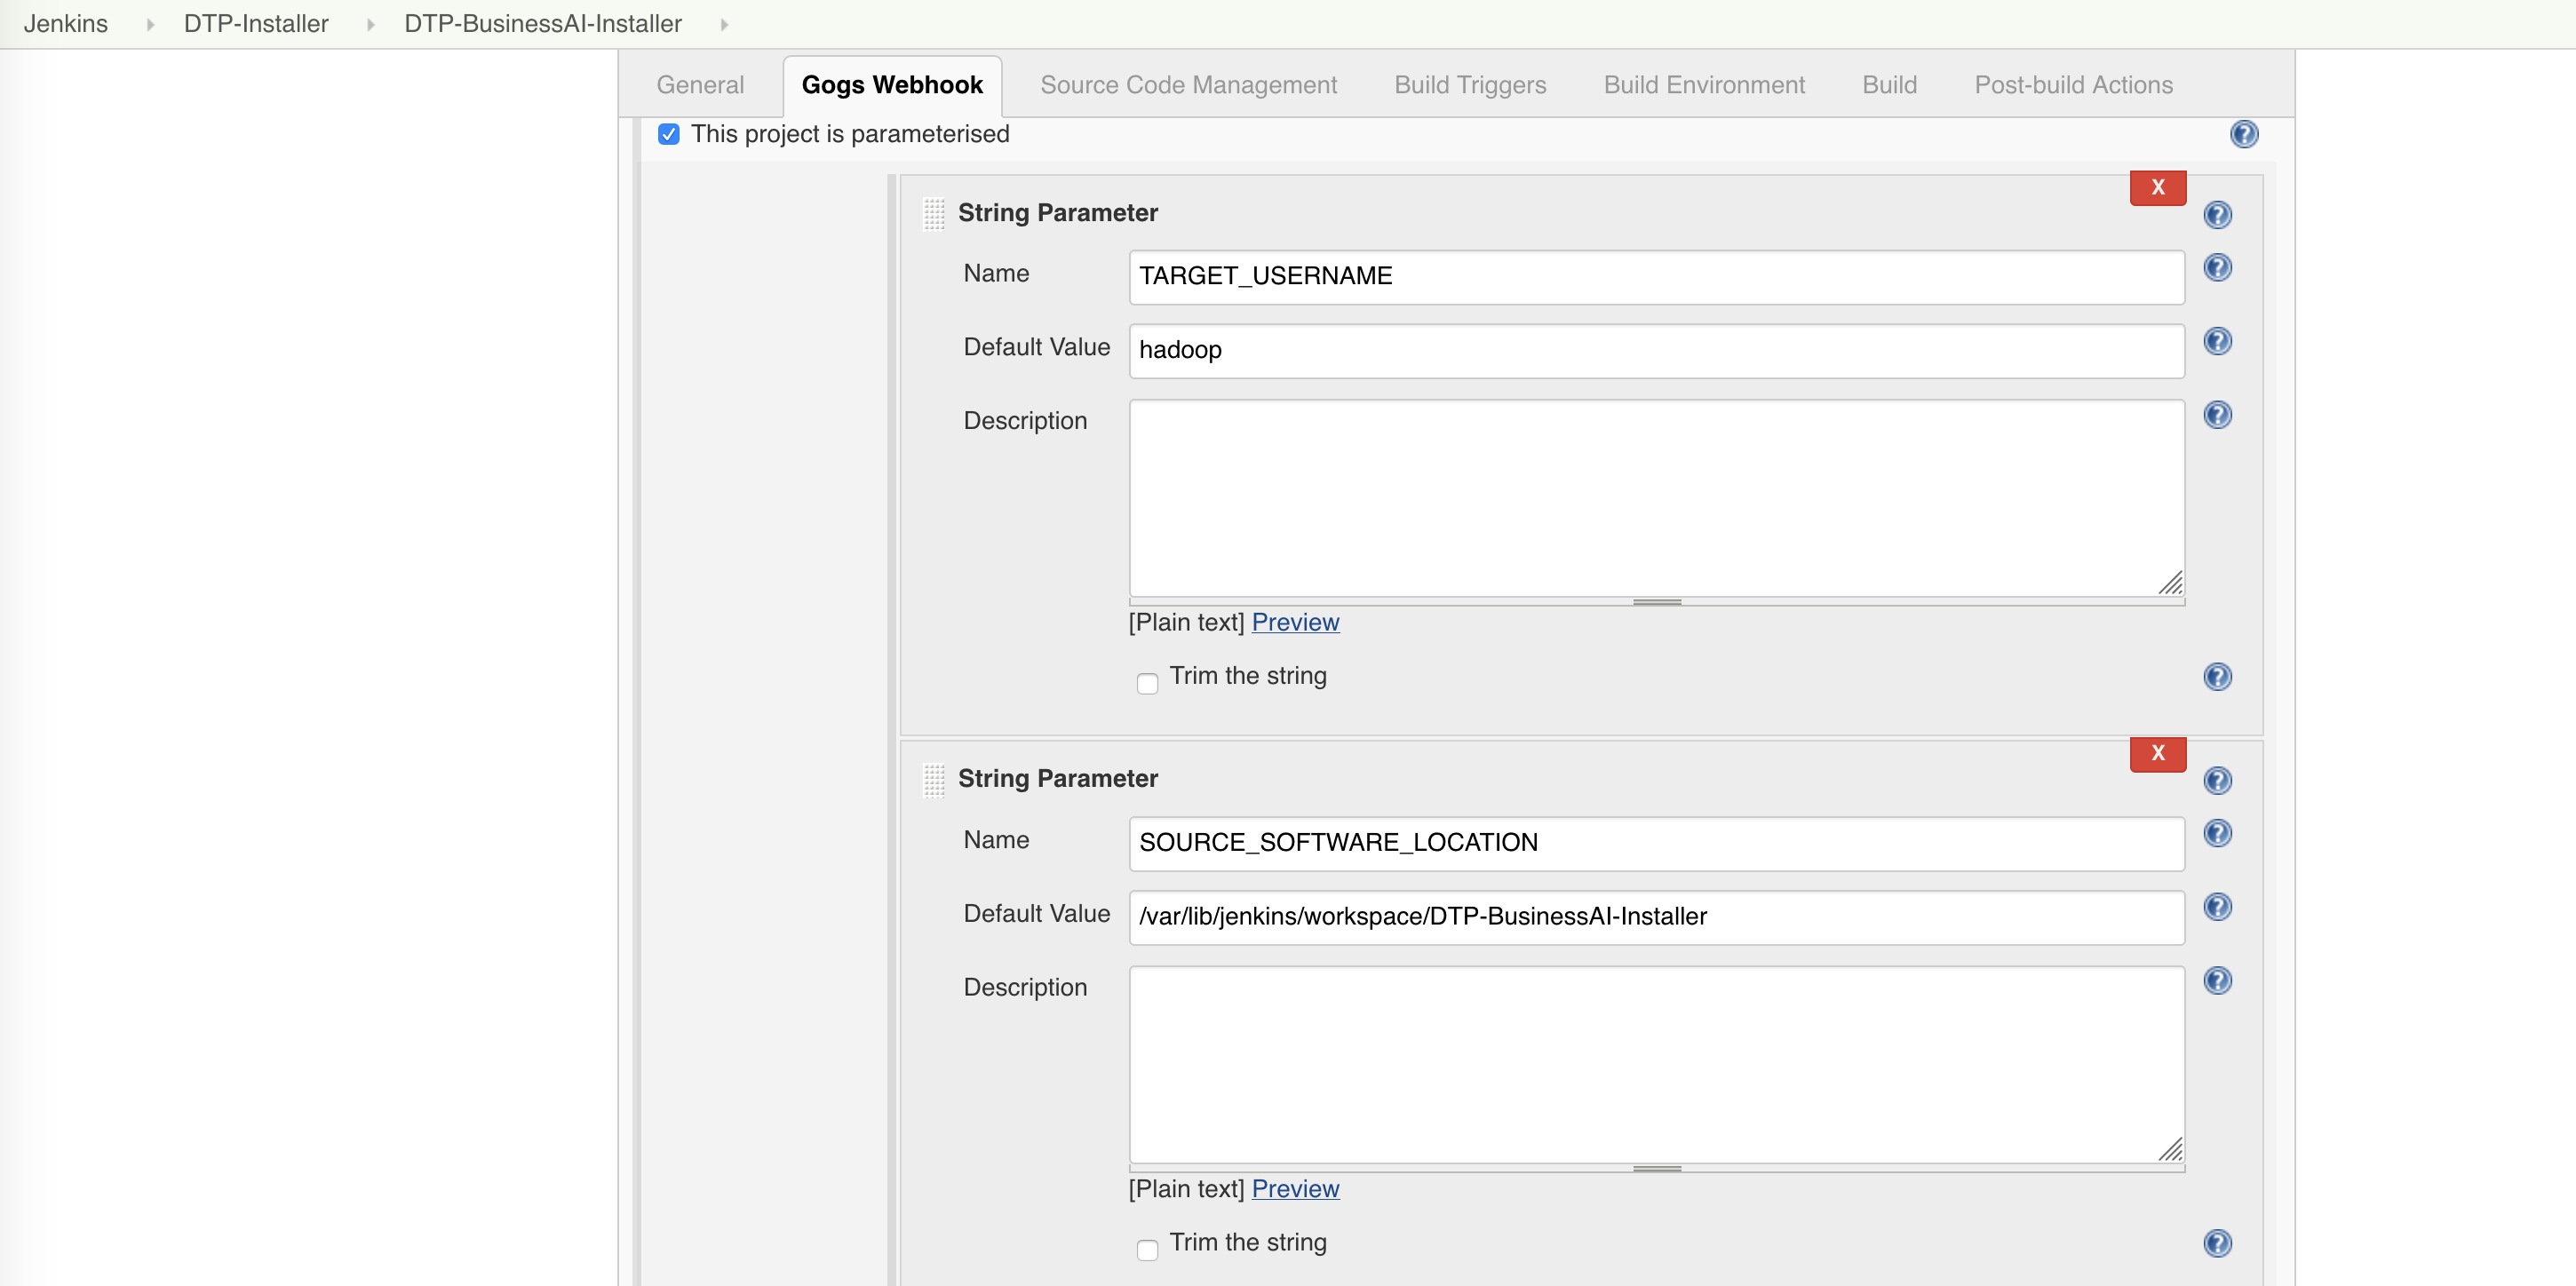 Jenkins DTP-Installer DTP-BusinessAI-Installer
General Gogs Webhook Source Code Management Build Triggers Build Environment Build Post-build Actions
This project is parameterised
X
String Parameter
Name TARGET_USERNAME
Default Value hadoop
Description
[Plain text] Preview
Trim the string
X
String Parameter
Name SOURCE_SOFTWARE_LOCATION
Default Value /var/lib/jenkins/workspace/DTP-BusinessAI-Installer
Description
[Plain text] Preview
Trim the string